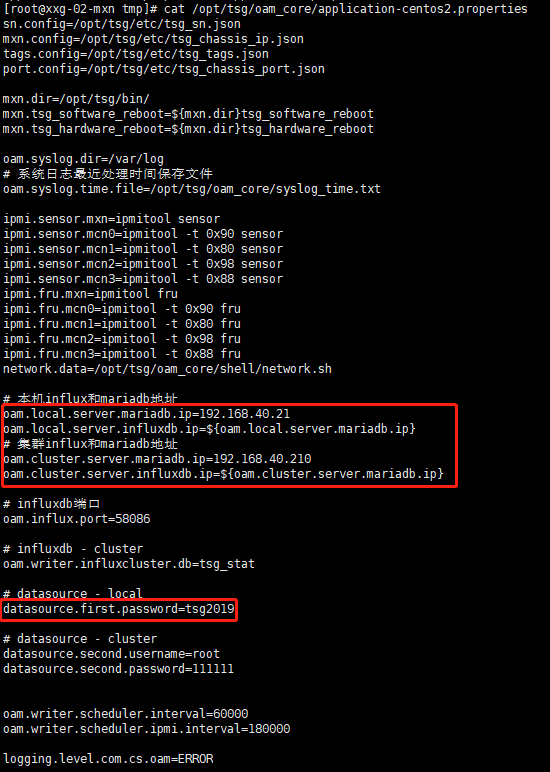 [root@xxg-02-mxn tmp]# cat /opt/tsg/oam_core/application-centos2.properties
sn.config=/opt/tsg/etc/tsg_sn.json
mxn.config=/opt/tsg/etc/tsg_chassis_ip.json
tags.config=/opt/tsg/etc/tsg_tags.json
port.config=/opt/tsg/etc/tsg_chassis_port.json
mxn.dir=/opt/tsg/bin/
mxn.tsg_software_reboot=${mxn.dir}tsg_software_reboot
mxn.tsg_hardware_reboot=${mxn.dir}tsg_hardware_reboot
oam.syslog.dir=/var/log
# 系统日志最近处理时间保存文件
oam.syslog.time.file=/opt/tsg/oam_core/syslog_time.txt
ipmi.sensor.mxn=ipmitool sensor
ipmi.sensor.mcn0=ipmitool -t 0x90 sensor
ipmi.sensor.mcn1=ipmitool -t 0x80 sensor
ipmi.sensor.mcn2=ipmitool -t 0x98 sensor
ipmi.sensor.mcn3=ipmitool -t 0x88 sensor
ipmi.fru.mxn=ipmitool fru
ipmi.fru.mcn0=ipmitool -t 0x90 fru
ipmi.fru.mcn1=ipmitool -t 0x80 fru
ipmi.fru.mcn2=ipmitool -t 0x98 fru
ipmi.fru.mcn3=ipmitool -t 0x88 fru
network.data=/opt/tsg/oam_core/shell/network.sh
# 本机influx和mariadb地址
oam.local.server.mariadb.ip=192.168.40.21
oam.local.server.influxdb.ip=${oam.local.server.mariadb.ip}
# 集群influx和mariadb地址
oam.cluster.server.mariadb.ip=192.168.40.210
oam.cluster.server.influxdb.ip=${oam.cluster.server.mariadb.ip}
# influxdb端口
oam.influx.port=58086
# influxdb - cluster
oam.writer.influxcluster.db=tsg_stat
# datasource - local
datasource.first.password=tsg2019
# datasource - cluster
datasource.second.username=root
datasource.second.password=111111
oam.writer.scheduler.interval=60000
oam.writer.scheduler.ipmi.interval=180000
logging.level.com.cs.oam=ERROR